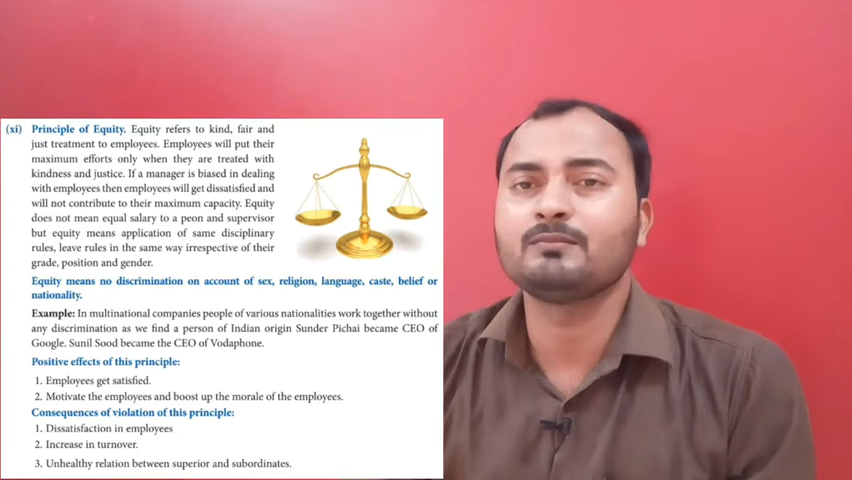 (xi) Principle of Equity. Equity refers to kind, fair and
just treatment to employees. Employees will put their
maximum efforts only when they are treated with
kindness and justice. If a manager is biased in dealing
with employees then employees will get dissatisfied and
will not contribute to their maximum capacity. Equity
does not mean equal salary to a peon and supervisor
but equity means application of same disciplinary
rules, leave rules in the same way irrespective of their
grade, position and gender.
Equity means no discrimination on account of sex, religion, language, caste, belief or
nationality.
Example: In multinational companies people of various nationalities work together without
any discrimination as we find a person of Indian origin Sunder Pichai became CEO of
Google. Sunil Sood became the CEO of Vodaphone.
Positive effects of this principle:
1. Employees get satisfied.
2. Motivate the employees and boost up the morale of the employees.
Consequences of violation of this principle:
1. Dissatisfaction in employees
2. Increase in turnover.
3. Unhealthy relation between superior and subordinates.